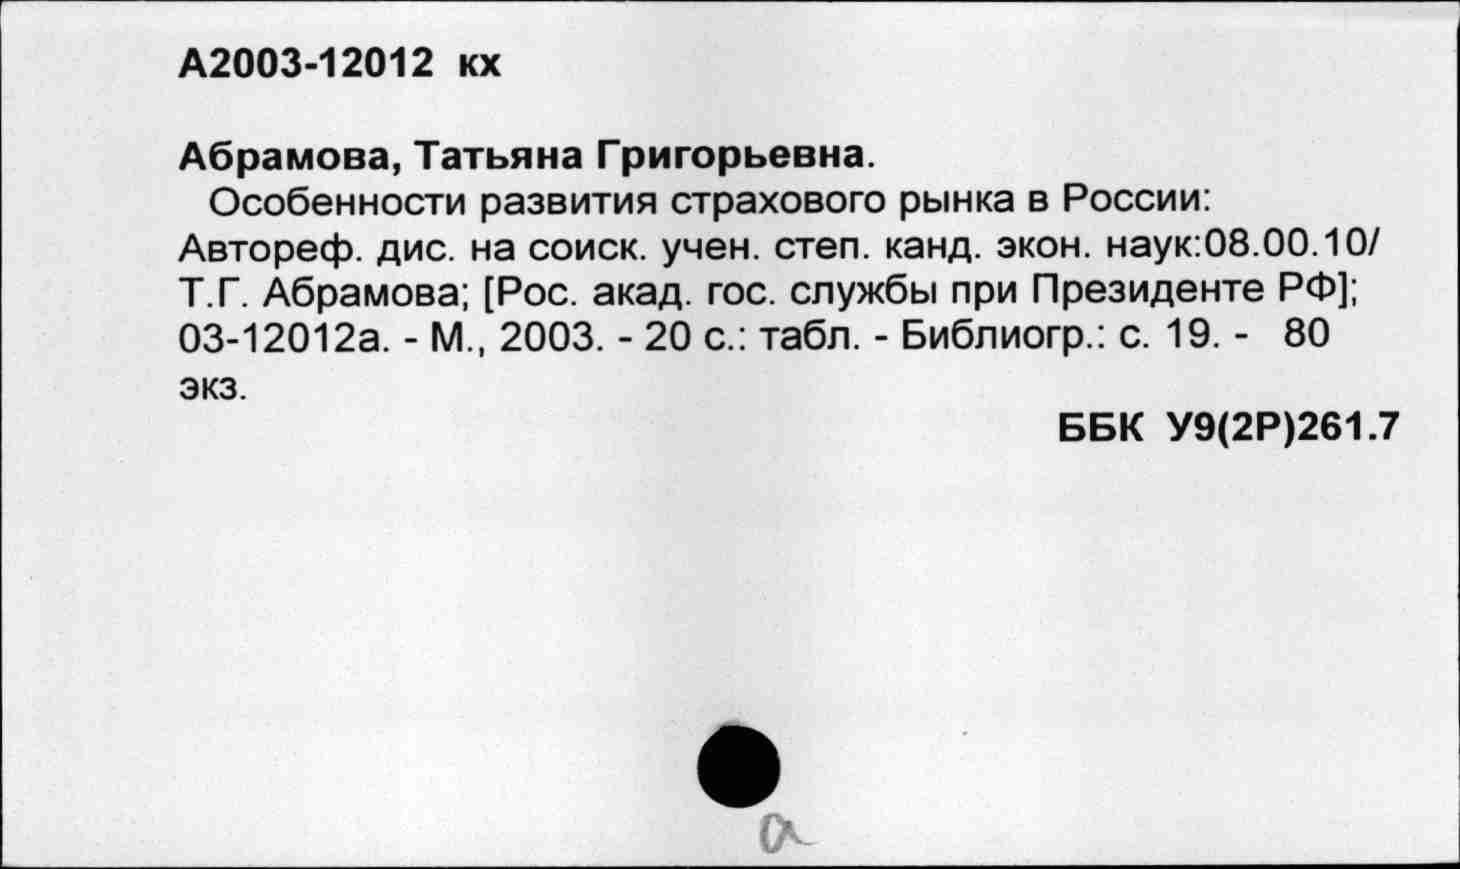 А2003-12012 кх
Абрамова, Татьяна Григорьевна.
Особенности развития страхового рынка в России:
Автореф. дис. на соиск. учен. степ. канд. экон. наук:08.00.10/
Т.Г. Абрамова; [Рос. акад. гос. службы при Президенте РФ];
03-12012а. - М., 2003. - 20 с.: табл. - Библиогр.: с. 19. - 80
экз.
ББК У9(2Р)261.7
а